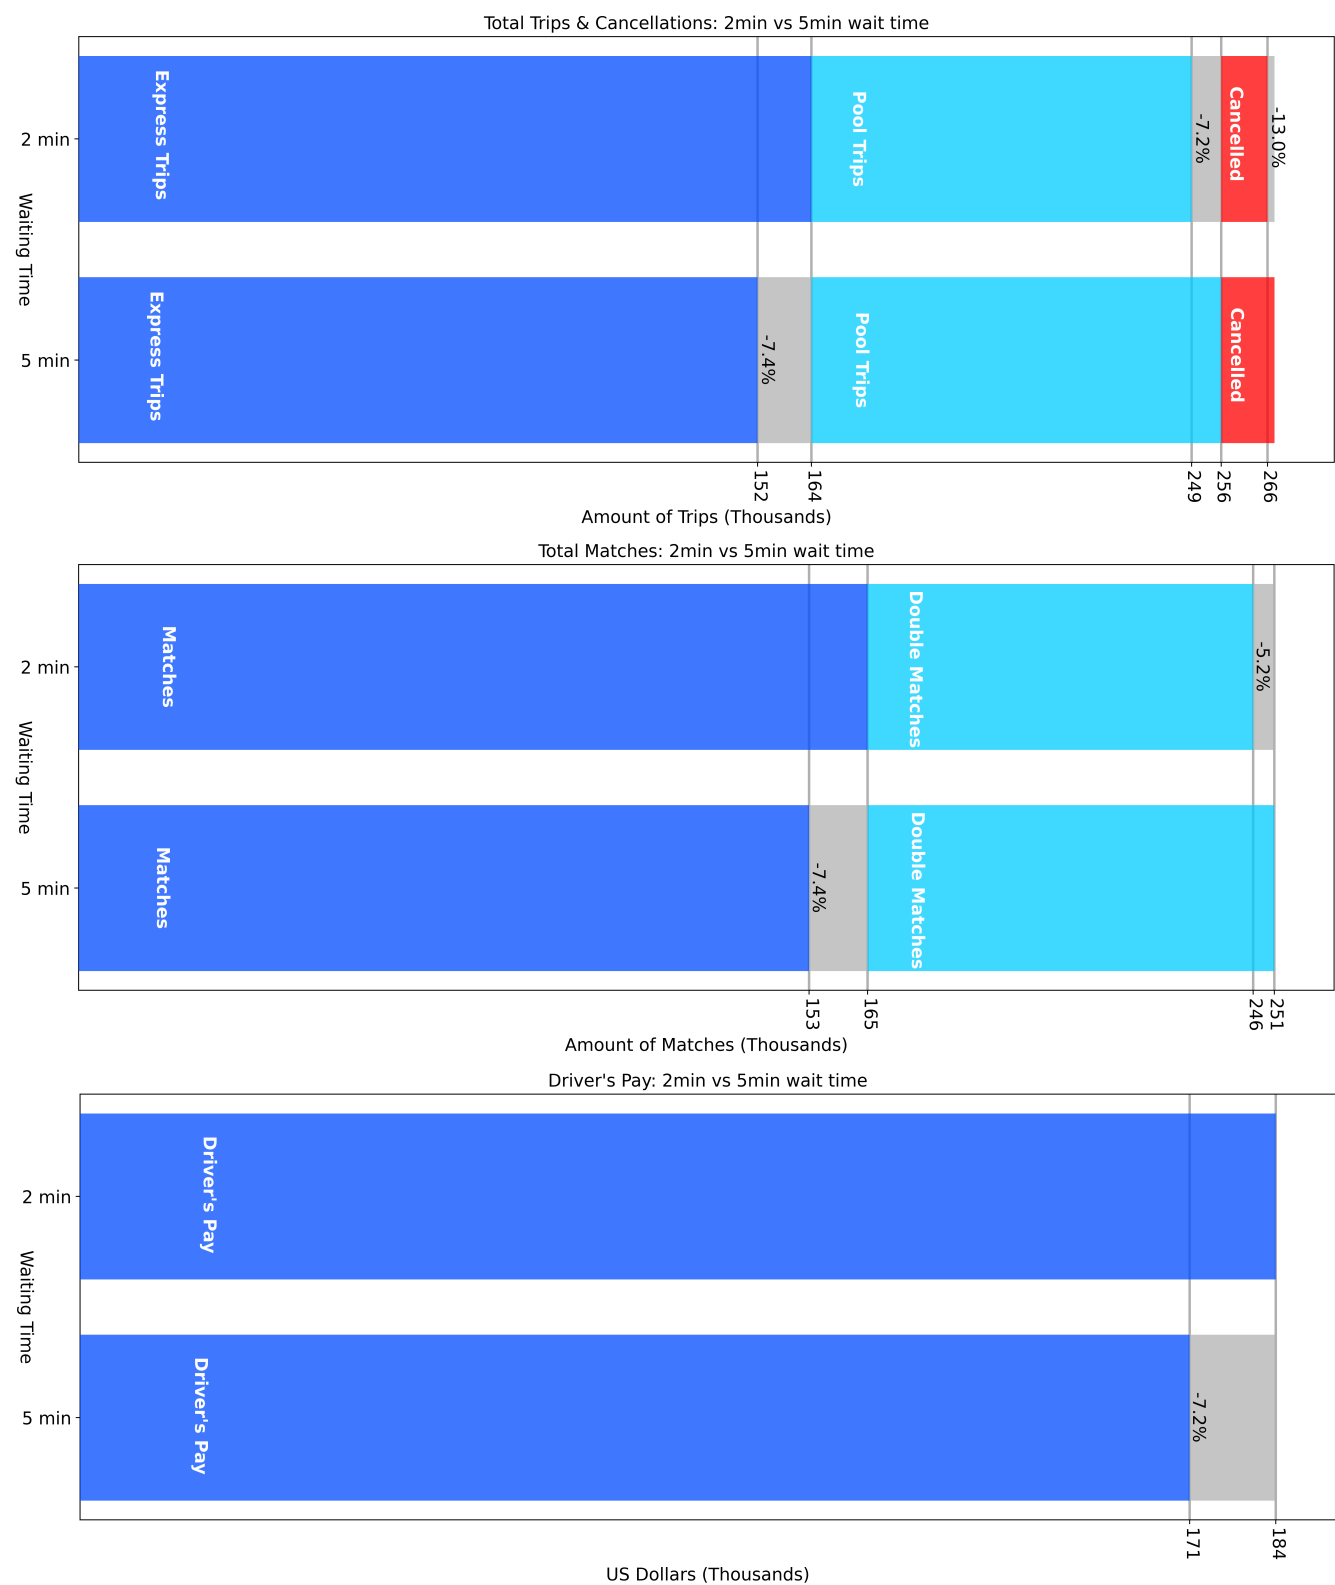 Total Trips & Cancellations: 2min vs 5min wait time
Waiting Time
2 min
Express Trips
Pool Trips
-7.2%
Cancelled
-13.0%
5 min
Express Trips
-7.4%
Pool Trips
Cancelled
152
164
249
256
266
Amount of Trips (Thousands)
Total Matches: 2min vs 5min wait time
Waiting Time
2 min
Matches
Double Matches
-5.2%
5 min
Matches
-7.4%
Double Matches
153
165
246
251
Amount of Matches (Thousands)
Driver's Pay: 2min vs 5min wait time
Waiting Time
2 min
Driver's Pay
5 min
Driver's Pay
-7.2%
171
184
US Dollars (Thousands)